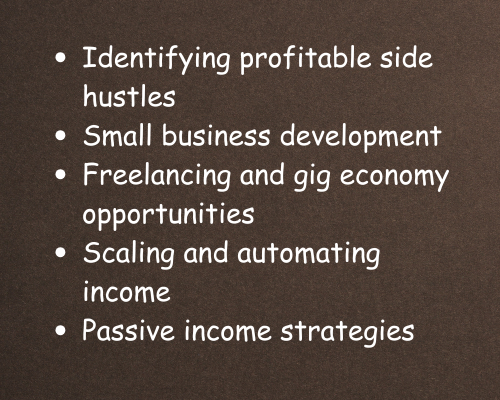 • Identifying profitable side
hustles
• Small business development
• Freelancing and gig economy
opportunities
• Scaling and automating
income
• Passive income strategies